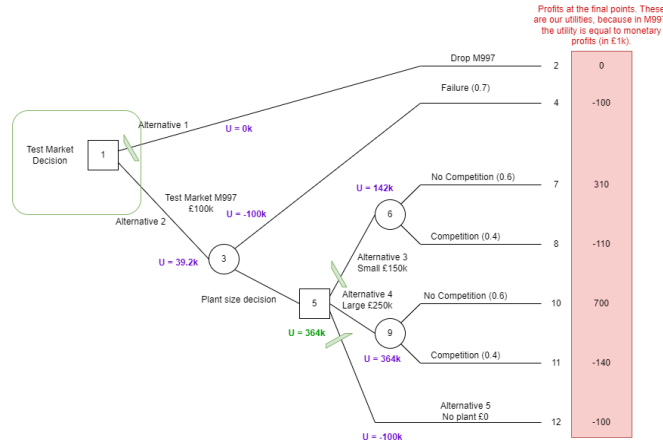 Profits at the final points. These
are our utilities, because in M997
the utility is equal to monetary
profits (in £1k).
Drop M997
2
0
Failure (0.7)
4
-100
Alternative 1
U = 0k
Test Market
Decision
1
No Competition (0.6)
7
310
U = 142k
Test Market M997
£100k
U = -100k
6
Alternative 2
Competition (0.4)
8
-110
U = 39.2k
3
Alternative 3
Small £150k
Plant size decision
5
Alternative 4
Large £250k
No Competition (0.6)
10
700
U = 364k
9
U = 364k
Competition (0.4)
11
-140
Alternative 5
No plant £0
12
-100
U = -100k